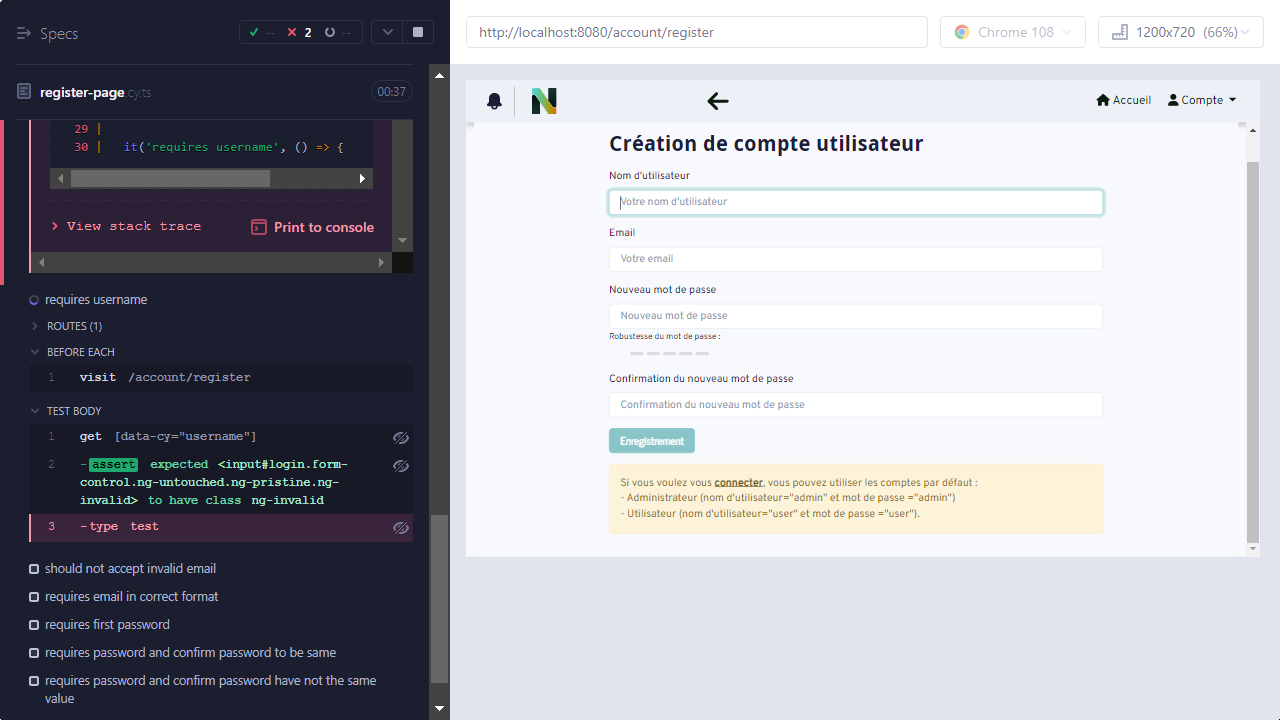 Specs
-- 2 --
register-page.cy.ts
00:37
29 |
30 | it('requires username', () => {
View stack trace
Print to console
requires username
ROUTES (1)
BEFORE EACH
1 visit /account/register
TEST BODY
1 get [data-cy="username"]
2 -assert expected <input#login.form-
control.ng-untouched.ng-pristine.ng-
invalid> to have class ng-invalid
3 -type test
should not accept invalid email
requires email in correct format
requires first password
requires password and confirm password to be same
requires password and confirm password have not the same
value
http://localhost:8080/account/register
Chrome 108
1200x720 (66%)
N
Accueil
Compte
Création de compte utilisateur
Nom d'utilisateur
Votre nom d'utilisateur
Email
Votre email
Nouveau mot de passe
Nouveau mot de passe
Robustesse du mot de passe :
Confirmation du nouveau mot de passe
Confirmation du nouveau mot de passe
Enregistrement
Si vous voulez vous connecter, vous pouvez utiliser les comptes par défaut :
- Administrateur (nom d'utilisateur="admin" et mot de passe ="admin")
- Utilisateur (nom d'utilisateur="user" et mot de passe ="user").